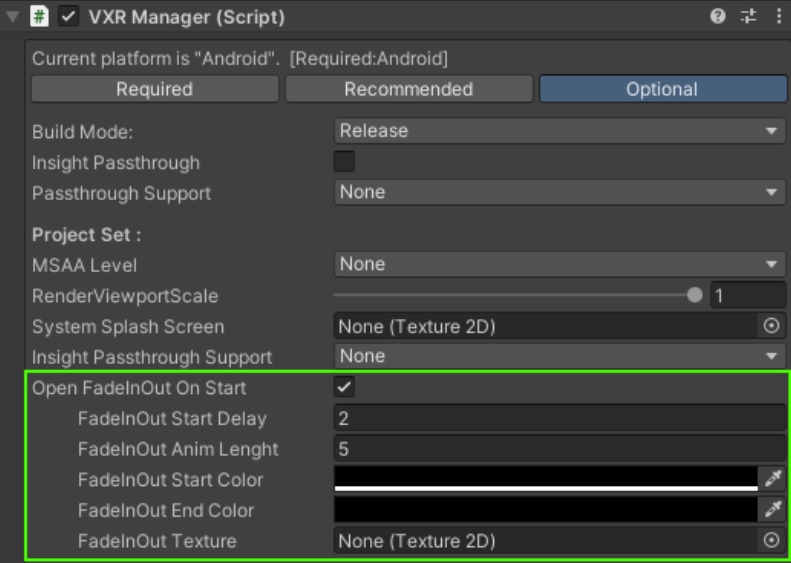 # VXR Manager (Script)
Current platform is "Android". [Required:Android]
Required Recommended Optional
Build Mode: Release
Insight Passthrough
Passthrough Support None
Project Set :
MSAA Level None
RenderViewportScale 1
System Splash Screen None (Texture 2D)
Insight Passthrough Support None
Open FadeInOut On Start
FadeInOut Start Delay 2
FadeInOut Anim Lenght 5
FadeInOut Start Color
FadeInOut End Color
FadeInOut Texture None (Texture 2D)